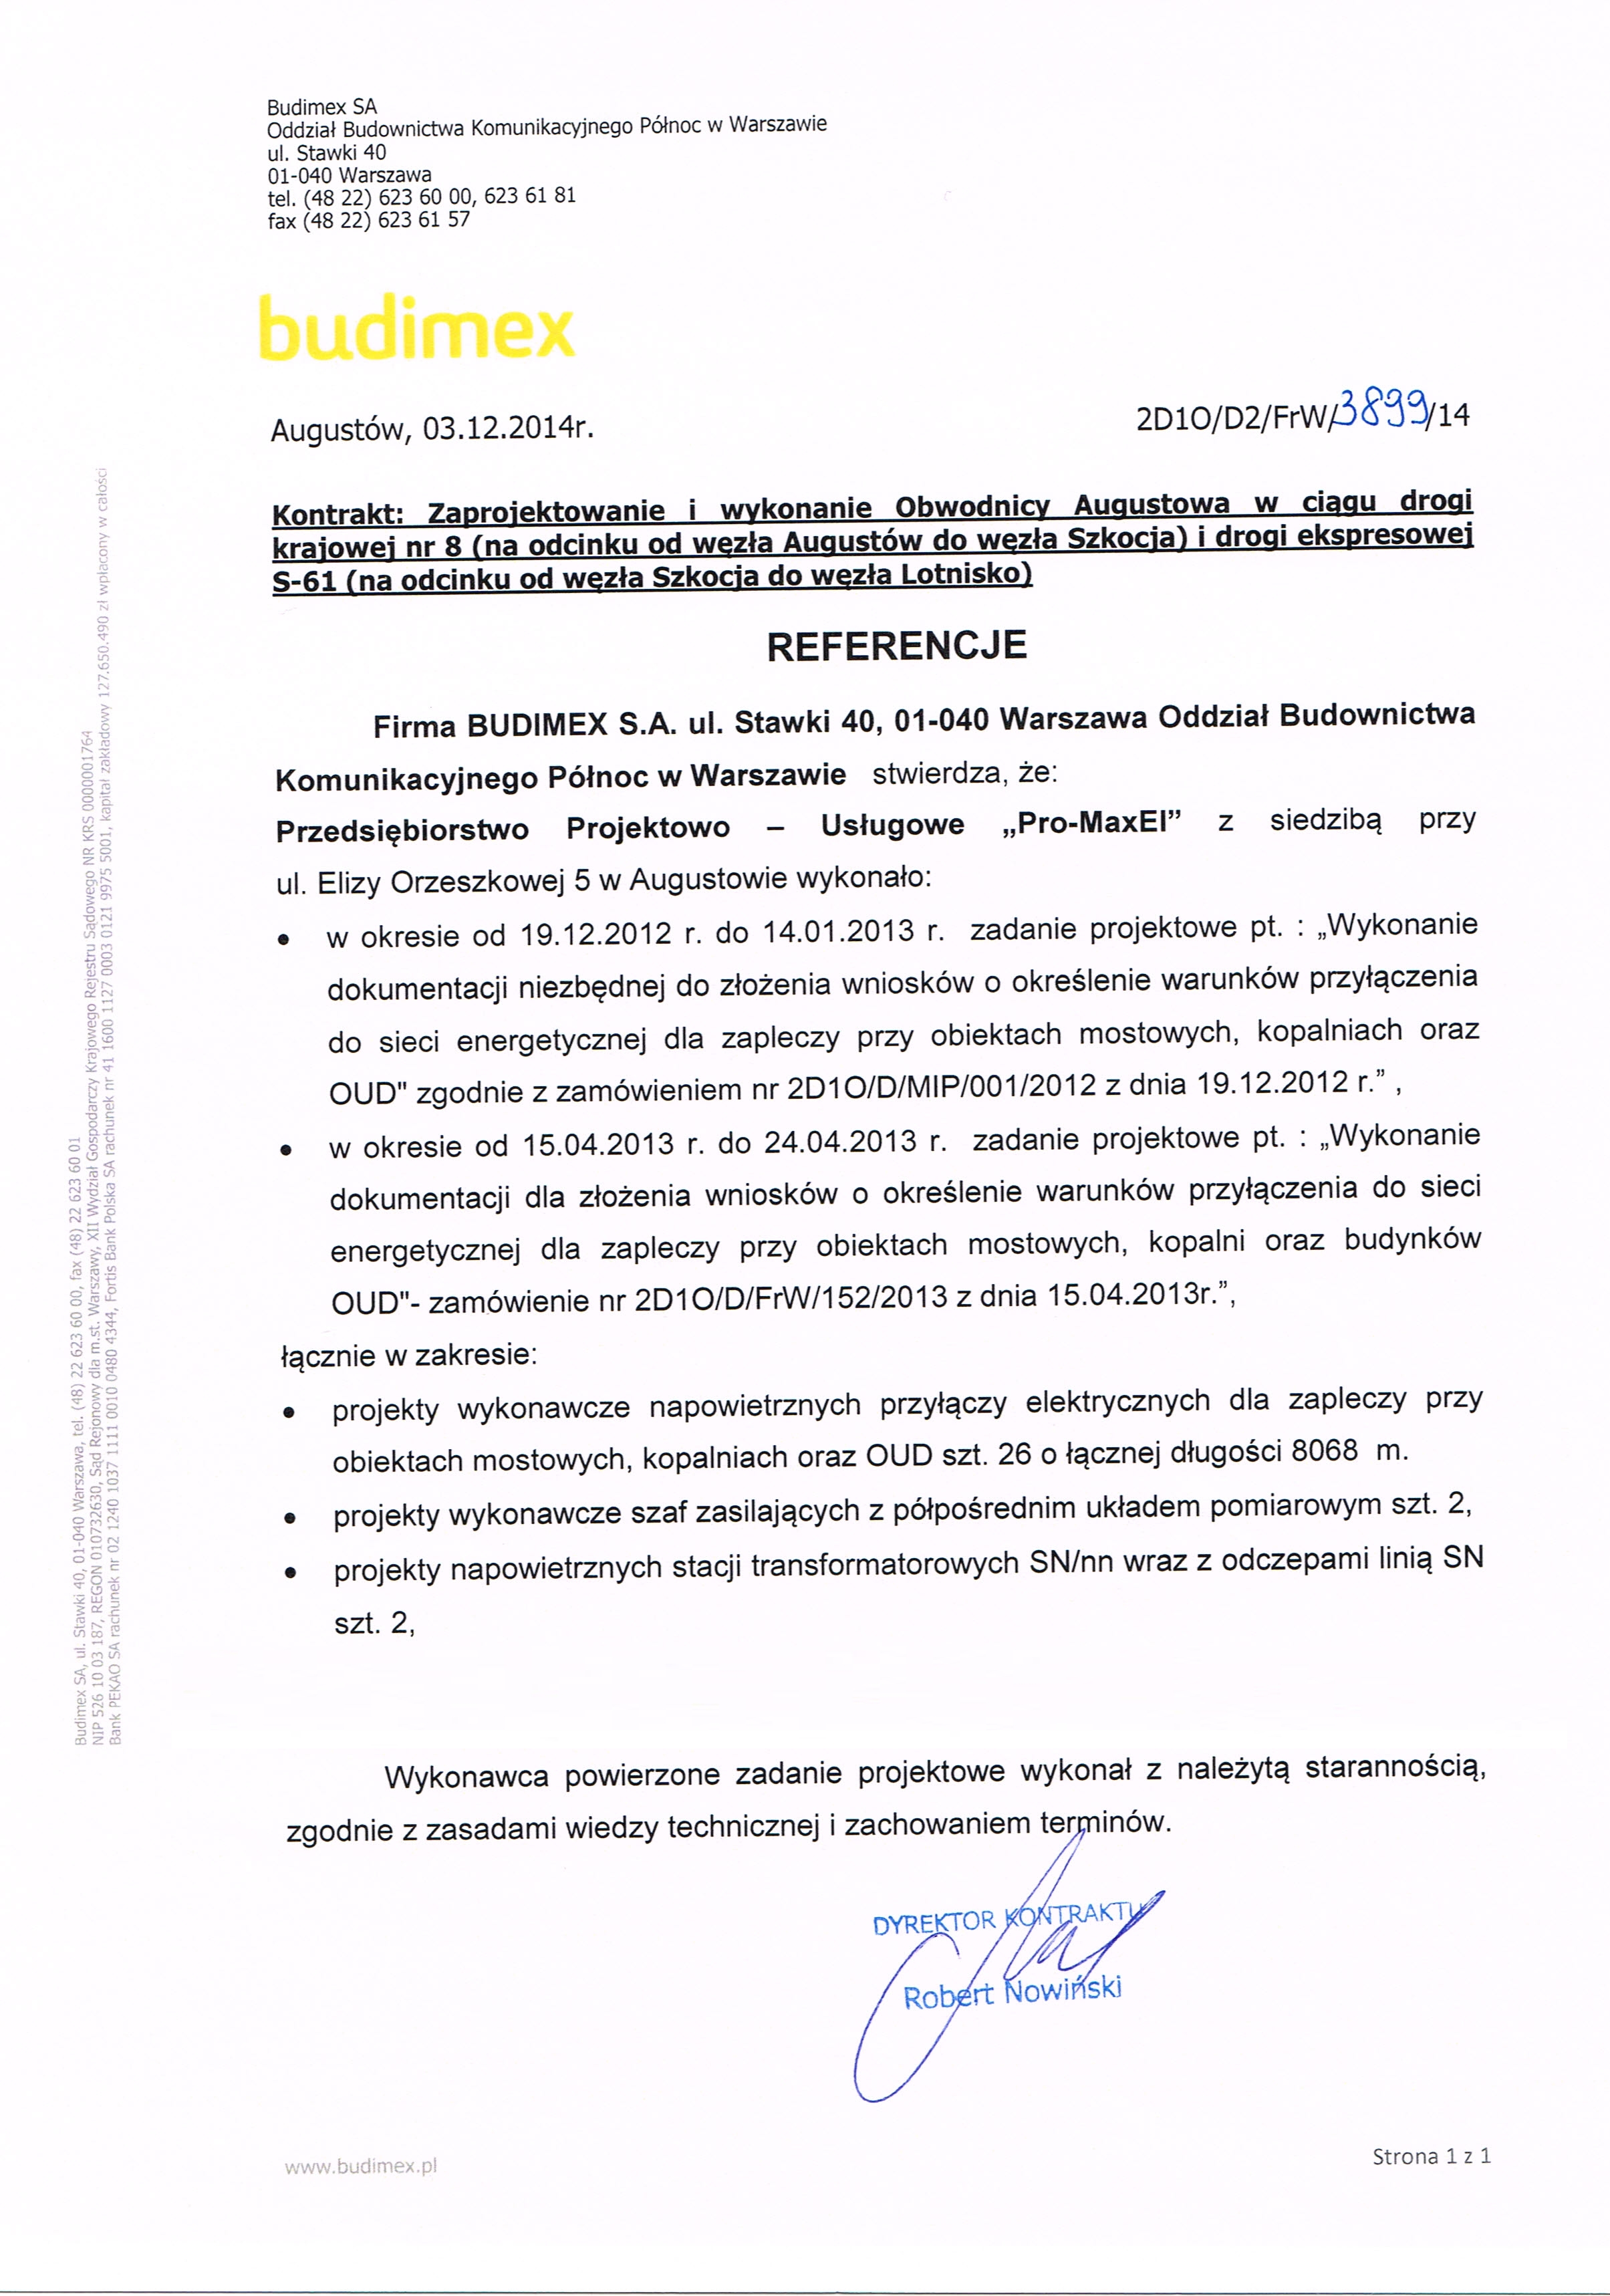 Budimex SA
Oddział Budownictwa Komunikacyjnego Północ w Warszawie
ul. Stawki 40
01-040 Warszawa
tel. (48 22) 623 60 00, 623 61 81
fax (48 22) 623 61 57
budimex
Augustów, 03.12.2014r.
2D1O/D2/FrW/3899/14
Kontrakt: Zaprojektowanie i wykonanie Obwodnicy Augustowa w ciągu drogi
krajowej nr 8 (na odcinku od węzła Augustów do węzła Szkocja) i drogi ekspresowej
S-61 (na odcinku od węzła Szkocja do węzła Lotnisko)
REFERENCJE
Firma BUDIMEX S.A. ul. Stawki 40, 01-040 Warszawa Oddział Budownictwa
Komunikacyjnego Północ w Warszawie stwierdza, że:
Przedsiębiorstwo Projektowo – Usługowe „Pro-MaxEl” z siedzibą przy
ul. Elizy Orzeszkowej 5 w Augustowie wykonało:
• w okresie od 19.12.2012 r. do 14.01.2013 r. zadanie projektowe pt. : „Wykonanie
dokumentacji niezbędnej do złożenia wniosków o określenie warunków przyłączenia
do sieci energetycznej dla zapleczy przy obiektach mostowych, kopalniach oraz
OUD" zgodnie z zamówieniem nr 2D1O/D/MIP/001/2012 z dnia 19.12.2012 r.” ,
• w okresie od 15.04.2013 r. do 24.04.2013 r. zadanie projektowe pt. : „Wykonanie
dokumentacji dla złożenia wniosków o określenie warunków przyłączenia do sieci
energetycznej dla zapleczy przy obiektach mostowych, kopalni oraz budynków
OUD"- zamówienie nr 2D1O/D/FrW/152/2013 z dnia 15.04.2013r.”,
łącznie w zakresie:
• projekty wykonawcze napowietrznych przyłączy elektrycznych dla zapleczy przy
obiektach mostowych, kopalniach oraz OUD szt. 26 o łącznej długości 8068 m.
• projekty wykonawcze szaf zasilających z półpośrednim układem pomiarowym szt. 2,
• projekty napowietrznych stacji transformatorowych SN/nn wraz z odczepami linią SN
szt. 2,
Wykonawca powierzone zadanie projektowe wykonał z należytą starannością,
zgodnie z zasadami wiedzy technicznej i zachowaniem terminów.
DYREKTOR KONTRAKTU
Robert Nowiński
www.budimex.pl
Strona 1 z 1
Budimex SA, ul. Stawki 40, 01-040 Warszawa, tel. (48) 22 623 60 00, fax (48) 22 623 60 01
NIP 526 10 03 187, REGON 010732630, Sąd Rejonowy dla m.st. Warszawy, XII Wydział Gospodarczy Krajowego Rejestru Sądowego NR KRS 0000001764
Bank PEKAO SA rachunek nr 02 1240 1037 1111 0010 0480 4344, Fortis Bank Polska SA rachunek nr 41 1600 1127 0003 0121 9975 5001, kapitał zakładowy 127.650.490 zł wpłacony w całości